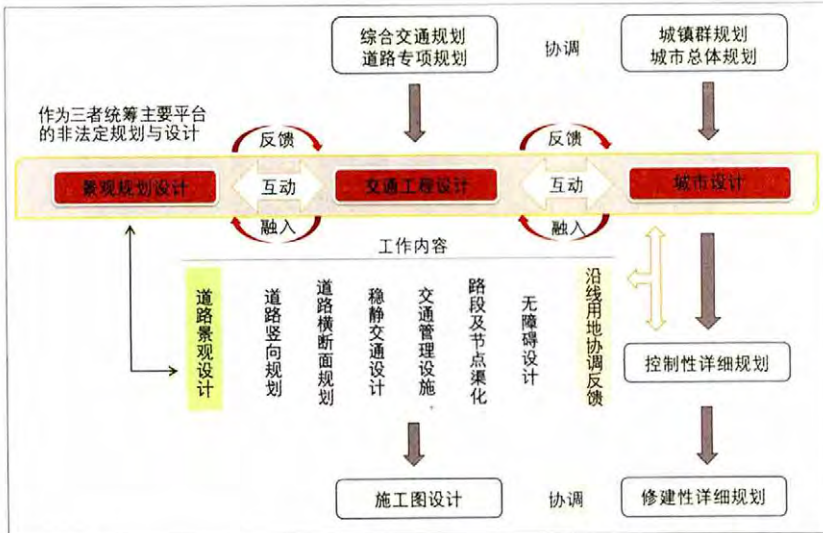 综合交通规划
道路专项规划
协调
城镇群规划
城市总体规划
作为三者统筹主要平台
的非法定规划与设计
反馈
反馈
景观规划设计
互动
交通工程设计
互动
城市设计
融入
融入
工作内容
道路景观设计
道路竖向规划
道路横断面规划
稳静交通设计
交通管理设施
路段及节点渠化
无障碍设计
沿线用地协调反馈
控制性详细规划
施工图设计
协调
修建性详细规划